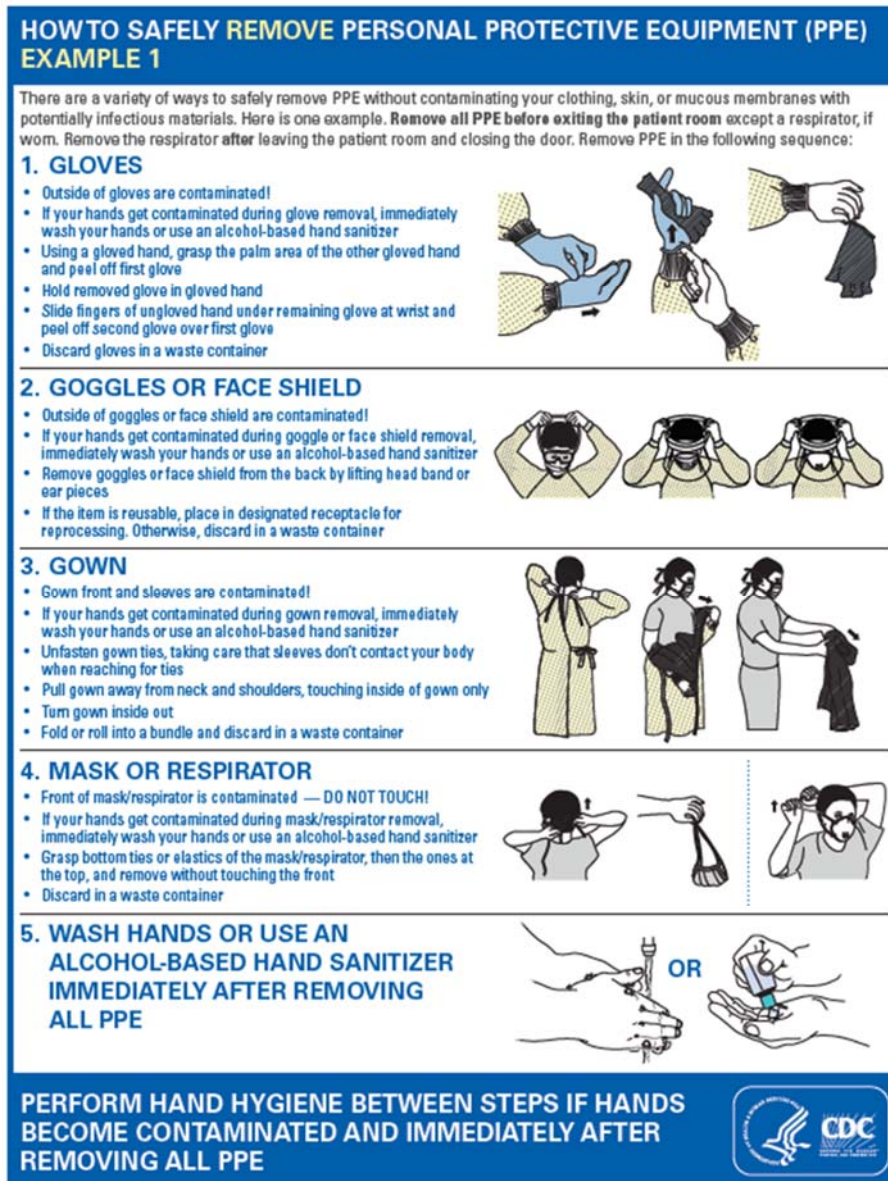 HOW TO SAFELY REMOVE PERSONAL PROTECTIVE EQUIPMENT (PPE)
EXAMPLE 1
There are a variety of ways to safely remove PPE without contaminating your clothing, skin, or mucous membranes with
potentially infectious materials. Here is one example. Remove all PPE before exiting the patient room except a respirator, if
worn. Remove the respirator after leaving the patient room and closing the door. Remove PPE in the following sequence:
1. GLOVES
• Outside of gloves are contaminated!
• If your hands get contaminated during glove removal, immediately
wash your hands or use an alcohol-based hand sanitizer
• Using a gloved hand, grasp the palm area of the other gloved hand
and peel off first glove
• Hold removed glove in gloved hand
• Slide fingers of ungloved hand under remaining glove at wrist and
peel off second glove over first glove
• Discard gloves in a waste container
2. GOGGLES OR FACE SHIELD
• Outside of goggles or face shield are contaminated!
• If your hands get contaminated during goggle or face shield removal,
immediately wash your hands or use an alcohol-based hand sanitizer
• Remove goggles or face shield from the back by lifting head band or
ear pieces
• If the item is reusable, place in designated receptacle for
reprocessing. Otherwise, discard in a waste container
3. GOWN
• Gown front and sleeves are contaminated!
• If your hands get contaminated during gown removal, immediately
wash your hands or use an alcohol-based hand sanitizer
• Unfasten gown ties, taking care that sleeves don't contact your body
when reaching for ties
• Pull gown away from neck and shoulders, touching inside of gown only
• Turn gown inside out
• Fold or roll into a bundle and discard in a waste container
4. MASK OR RESPIRATOR
• Front of mask/respirator is contaminated — DO NOT TOUCH!
• If your hands get contaminated during mask/respirator removal,
immediately wash your hands or use an alcohol-based hand sanitizer
• Grasp bottom ties or elastics of the mask/respirator, then the ones at
the top, and remove without touching the front
• Discard in a waste container
5. WASH HANDS OR USE AN
ALCOHOL-BASED HAND SANITIZER
IMMEDIATELY AFTER REMOVING
ALL PPE
OR
PERFORM HAND HYGIENE BETWEEN STEPS IF HANDS
BECOME CONTAMINATED AND IMMEDIATELY AFTER
REMOVING ALL PPE
CDC